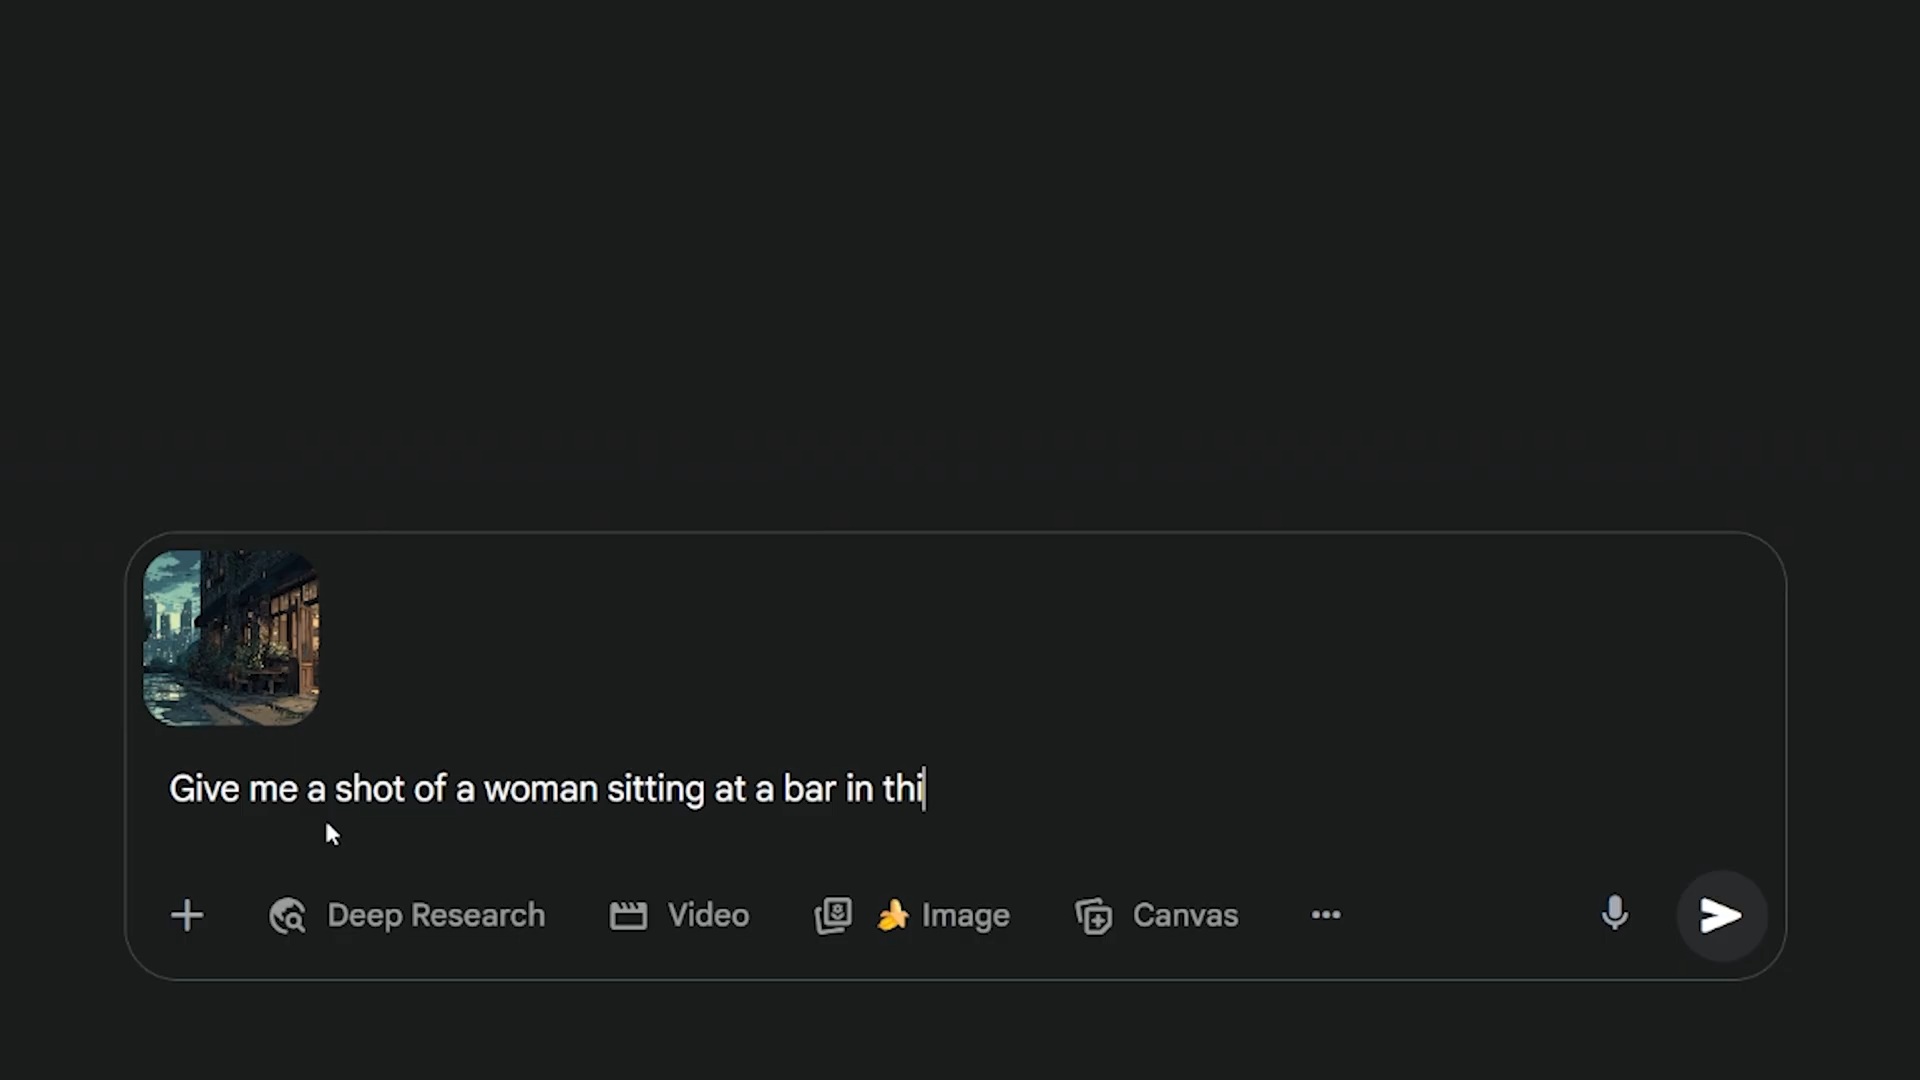 Give me a shot of a woman sitting at a bar in thi
Deep Research Video 🍌 Image Canvas